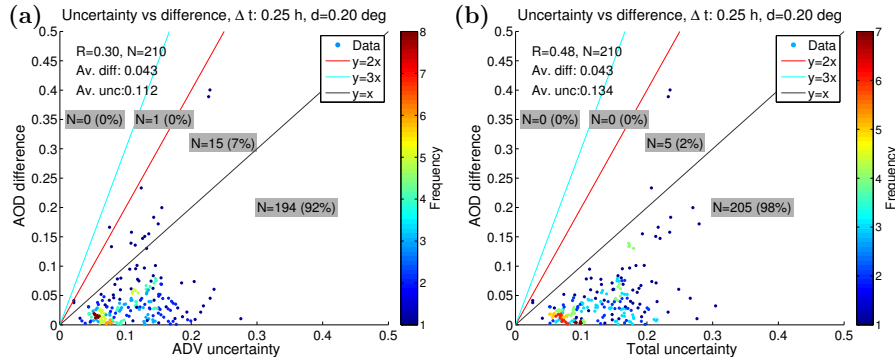 (a)
Uncertainty vs difference, Δ t: 0.25 h, d=0.20 deg
R=0.30, N=210
Av. diff: 0.043
Av. unc:0.112
Data
y=2x
y=3x
y=x
N=0 (0%)
N=1 (0%)
N=15 (7%)
N=194 (92%)
AOD difference
0.5
0.45
0.4
0.35
0.3
0.25
0.2
0.15
0.1
0.05
0
0 0.1 0.2 0.3 0.4 0.5
ADV uncertainty
8
7
6
5
4
3
2
1
Frequency
(b)
Uncertainty vs difference, Δ t: 0.25 h, d=0.20 deg
R=0.48, N=210
Av. diff: 0.043
Av. unc:0.134
Data
y=2x
y=3x
y=x
N=0 (0%)
N=0 (0%)
N=5 (2%)
N=205 (98%)
AOD difference
0.5
0.45
0.4
0.35
0.3
0.25
0.2
0.15
0.1
0.05
0
0 0.1 0.2 0.3 0.4 0.5
Total uncertainty
7
6
5
4
3
2
1
Frequency